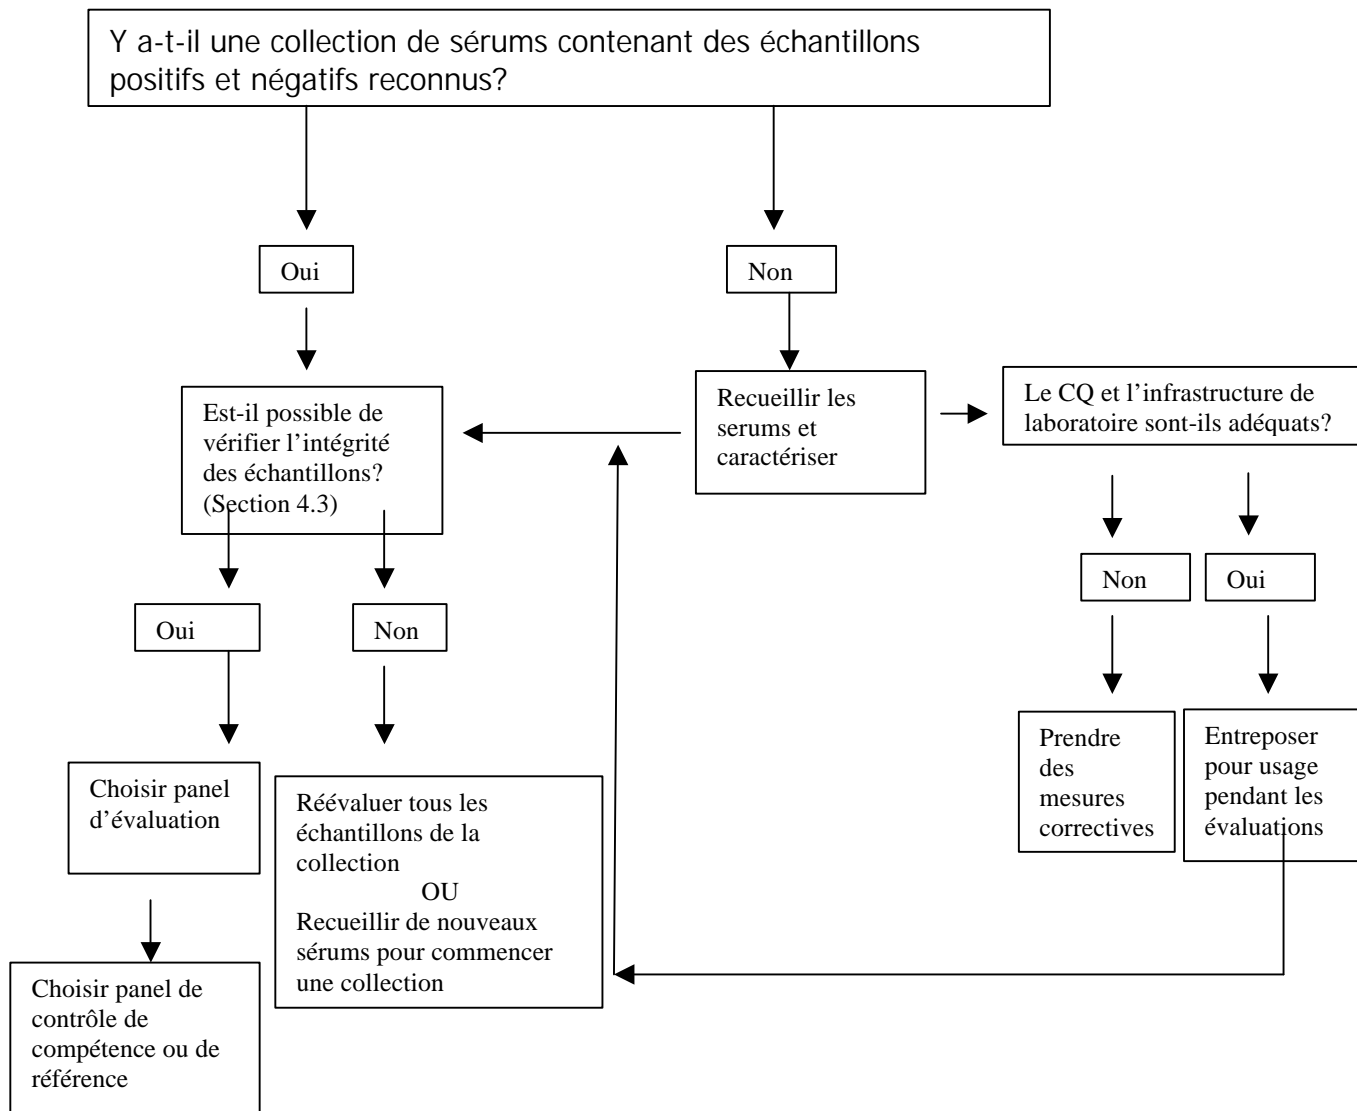 Y a-t-il une collection de sérums contenant des échantillons
positifs et négatifs reconnus?
Oui
Non
Est-il possible de
vérifier l’intégrité
des échantillons?
(Section 4.3)
Recueillir les
serums et
caractériser
Le CQ et l’infrastructure de
laboratoire sont-ils adéquats?
Oui
Non
Non
Oui
Choisir panel
d’évaluation
Réévaluer tous les
échantillons de la
collection
OU
Recueillir de nouveaux
sérums pour commencer
une collection
Prendre
des
mesures
correctives
Entreposer
pour usage
pendant les
évaluations
Choisir panel de
contrôle de
compétence ou de
référence